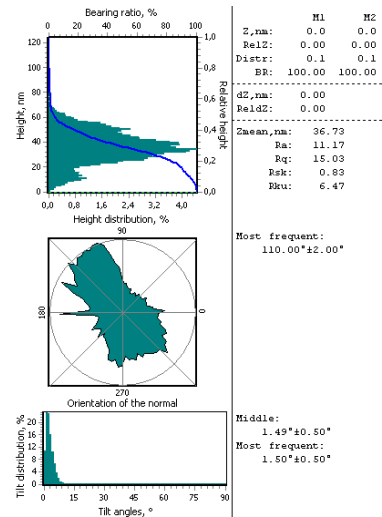 Bearing ratio, %
0 20 40 60 80 100
M1 M2
Z,nm: 0.0 0.0
RelZ: 0.00 0.00
Distr: 0.1 0.1
BR: 100.00 100.00
dZ,nm: 0.00
ReldZ: 0.00
Zmean,nm: 36.73
Ra: 11.17
Rq: 15.03
Rsk: 0.83
Rku: 6.47
Height, nm
120
100
80
60
40
20
0
1,0
0,8
0,6
0,4
0,2
0,0
Relative height
0,0 0,8 1,6 2,4 3,2 4,0
Height distribution, %
90
180
0
270
Orientation of the normal
Most frequent:
110.00°±2.00°
Tilt distribution, %
20
15
10
5
0
0 15 30 45 60 75 90
Tilt angles, °
Middle:
1.49°±0.50°
Most frequent:
1.50°±0.50°